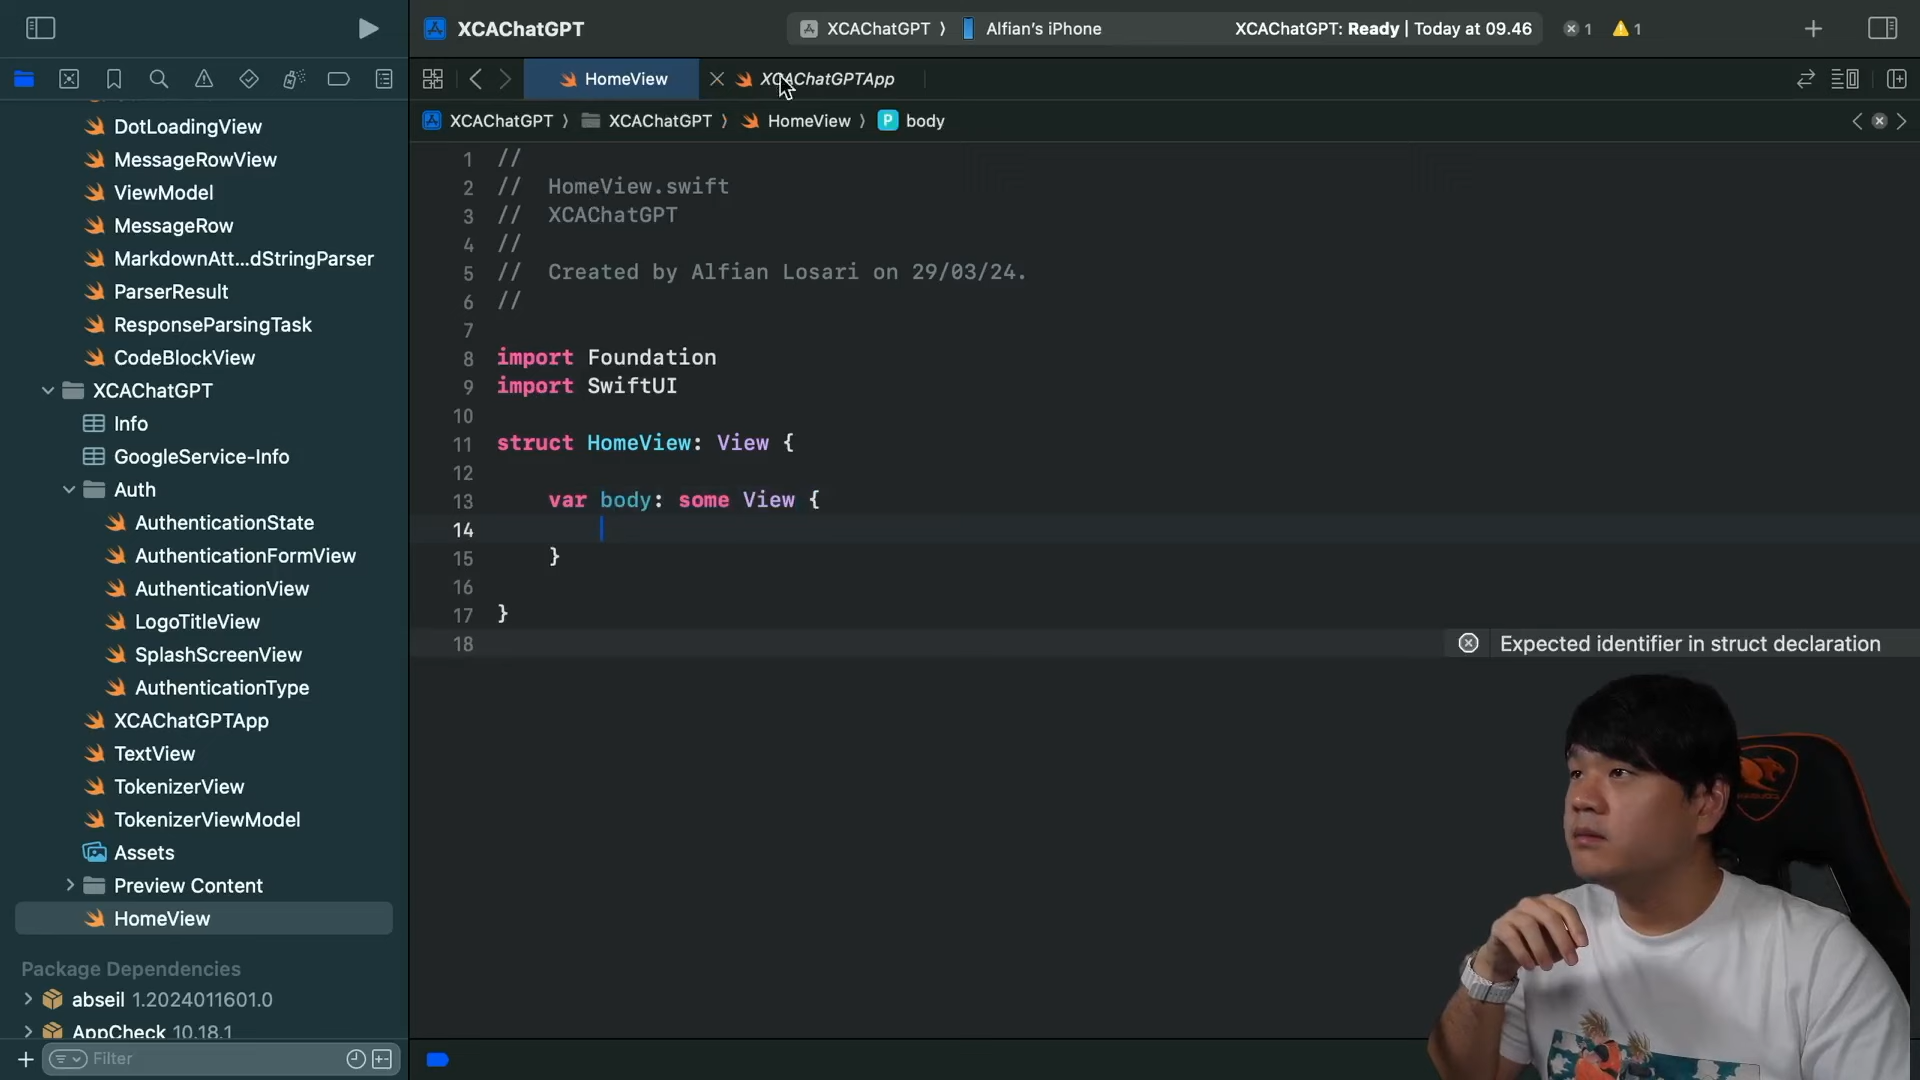 XCAChatGPT
XCAChatGPT ⟩ Alfian's iPhone
XCAChatGPT: Ready | Today at 09.46
1
1
HomeView
XCAChatGPTApp
XCAChatGPT ⟩ XCAChatGPT ⟩ HomeView ⟩ P body
DotLoadingView
MessageRowView
ViewModel
MessageRow
MarkdownAtt...dStringParser
ParserResult
ResponseParsingTask
CodeBlockView
XCAChatGPT
Info
GoogleService-Info
Auth
AuthenticationState
AuthenticationFormView
AuthenticationView
LogoTitleView
SplashScreenView
AuthenticationType
XCAChatGPTApp
TextView
TokenizerView
TokenizerViewModel
Assets
Preview Content
HomeView
Package Dependencies
abseil 1.2024011601.0
AppCheck 10.18.1
Filter
1 //
2 // HomeView.swift
3 // XCAChatGPT
4 //
5 // Created by Alfian Losari on 29/03/24.
6 //
7
8 import Foundation
9 import SwiftUI
10
11 struct HomeView: View {
12
13 var body: some View {
14
15 }
16
17 }
18
Expected identifier in struct declaration